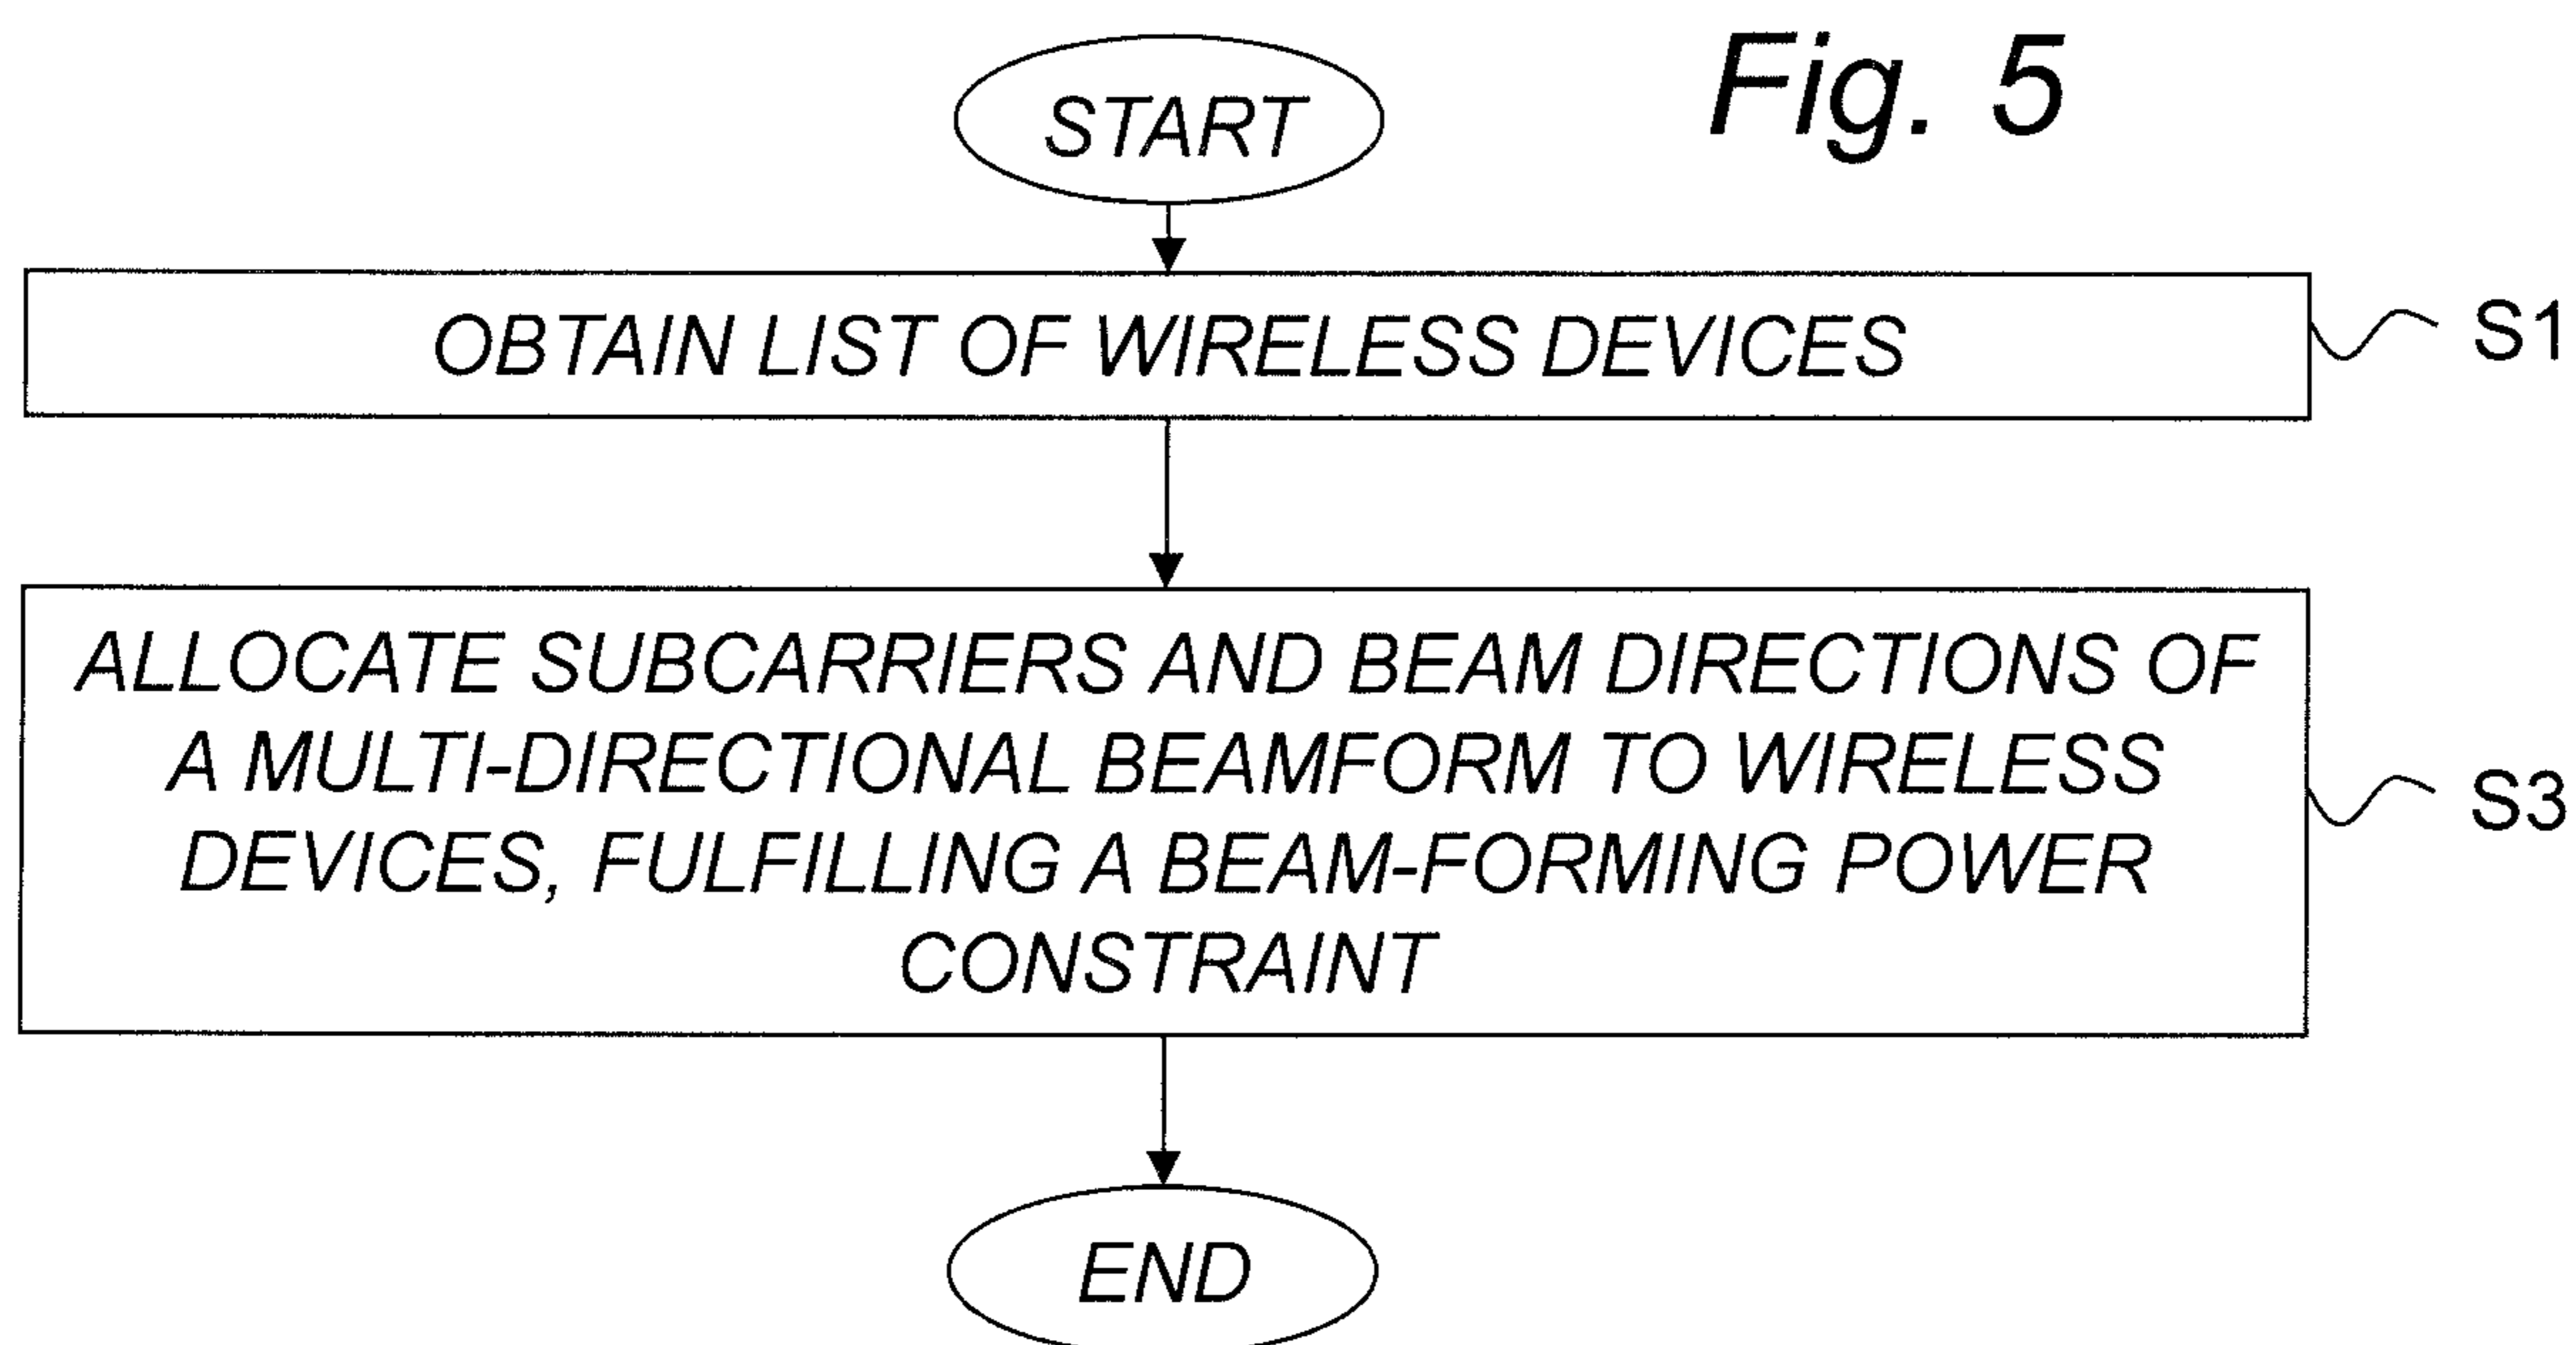 Fig. 5
START
OBTAIN LIST OF WIRELESS DEVICES
S1
ALLOCATE SUBCARRIERS AND BEAM DIRECTIONS OF
A MULTI-DIRECTIONAL BEAMFORM TO WIRELESS
DEVICES, FULFILLING A BEAM-FORMING POWER
CONSTRAINT
S3
END